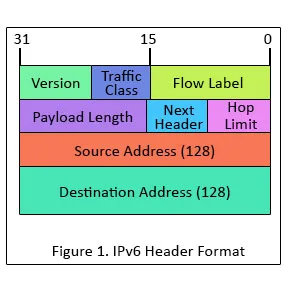 31 15 0
Version Traffic Class Flow Label
Payload Length Next Header Hop Limit
Source Address (128)
Destination Address (128)
Figure 1. IPv6 Header Format